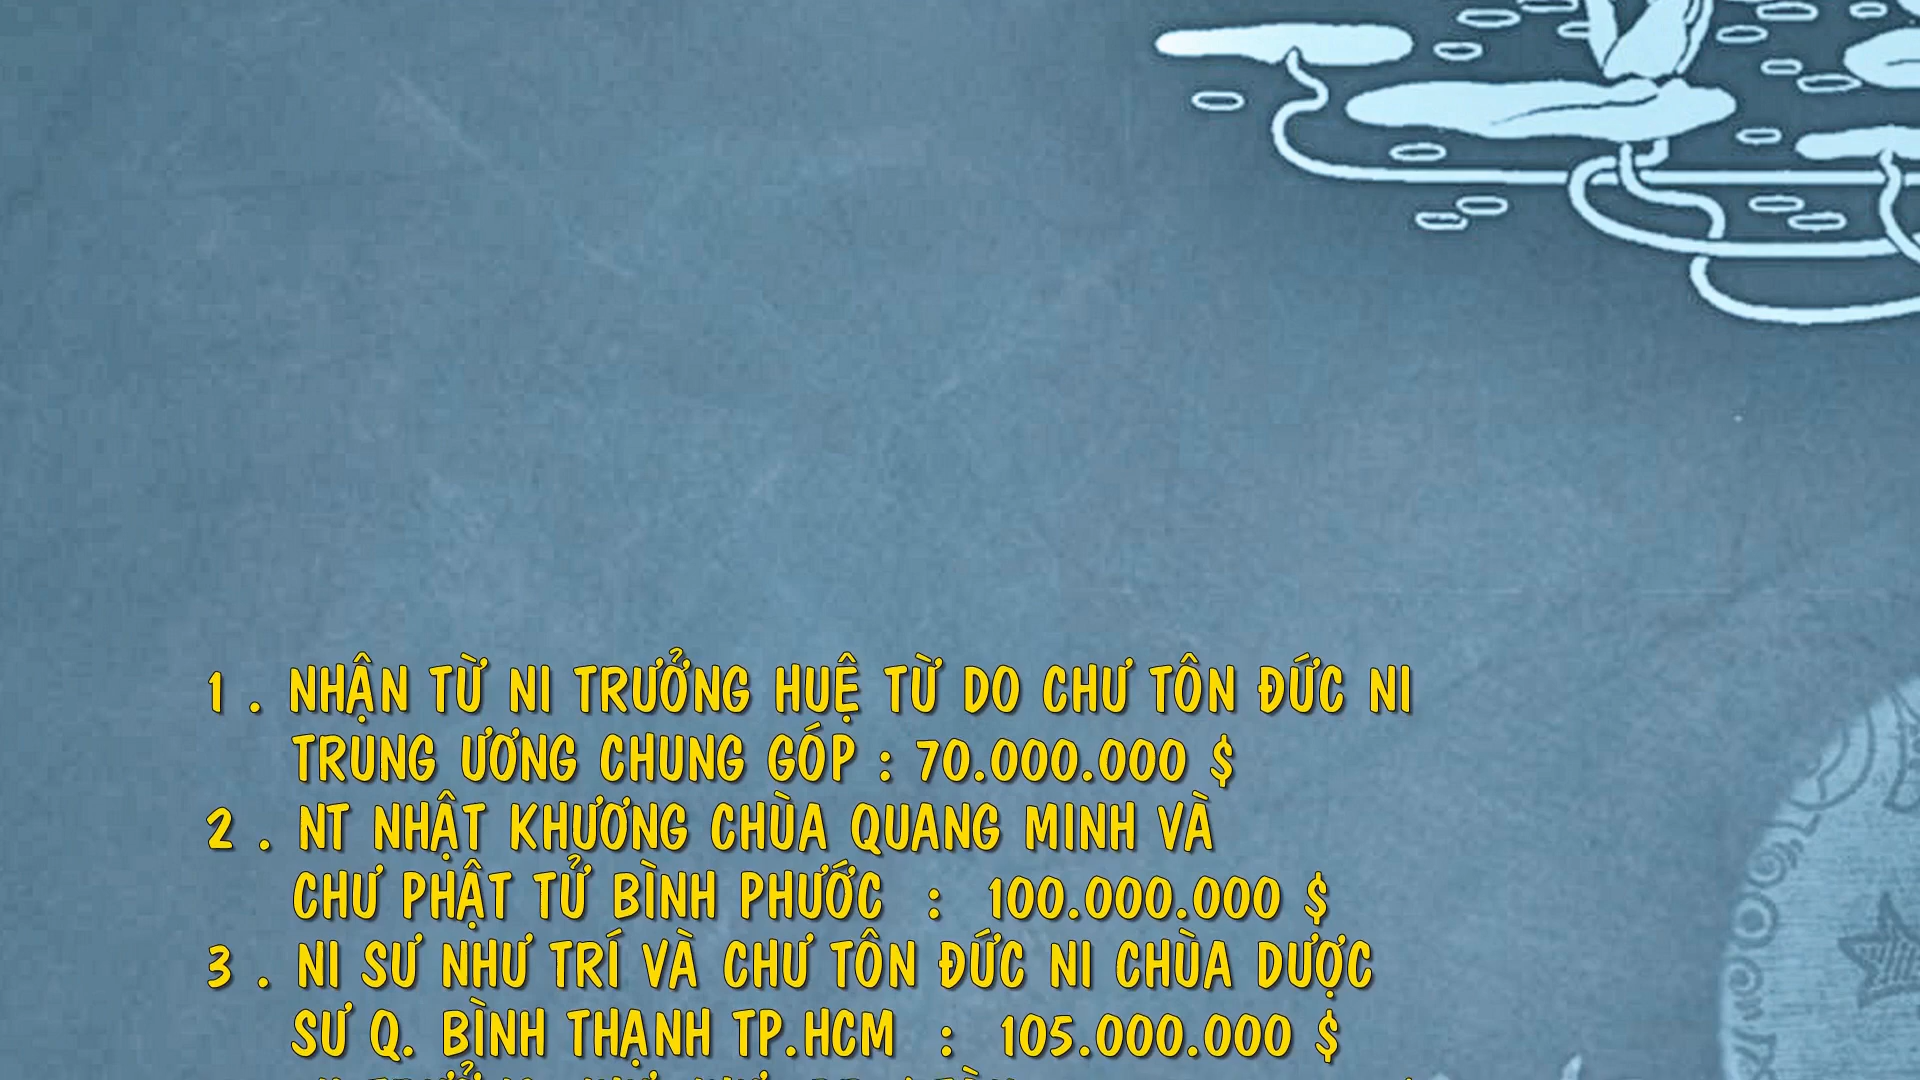 1 . NHẬN TỪ NI TRƯỞNG HUỆ TỪ DO CHƯ TÔN ĐỨC NI
TRUNG ƯƠNG CHUNG GÓP : 70.000.000 $
2 . NT NHẬT KHƯƠNG CHÙA QUANG MINH VÀ
CHƯ PHẬT TỬ BÌNH PHƯỚC : 100.000.000 $
3 . NI SƯ NHƯ TRÍ VÀ CHƯ TÔN ĐỨC NI CHÙA DƯỢC
SƯ Q. BÌNH THẠNH TP.HCM : 105.000.000 $